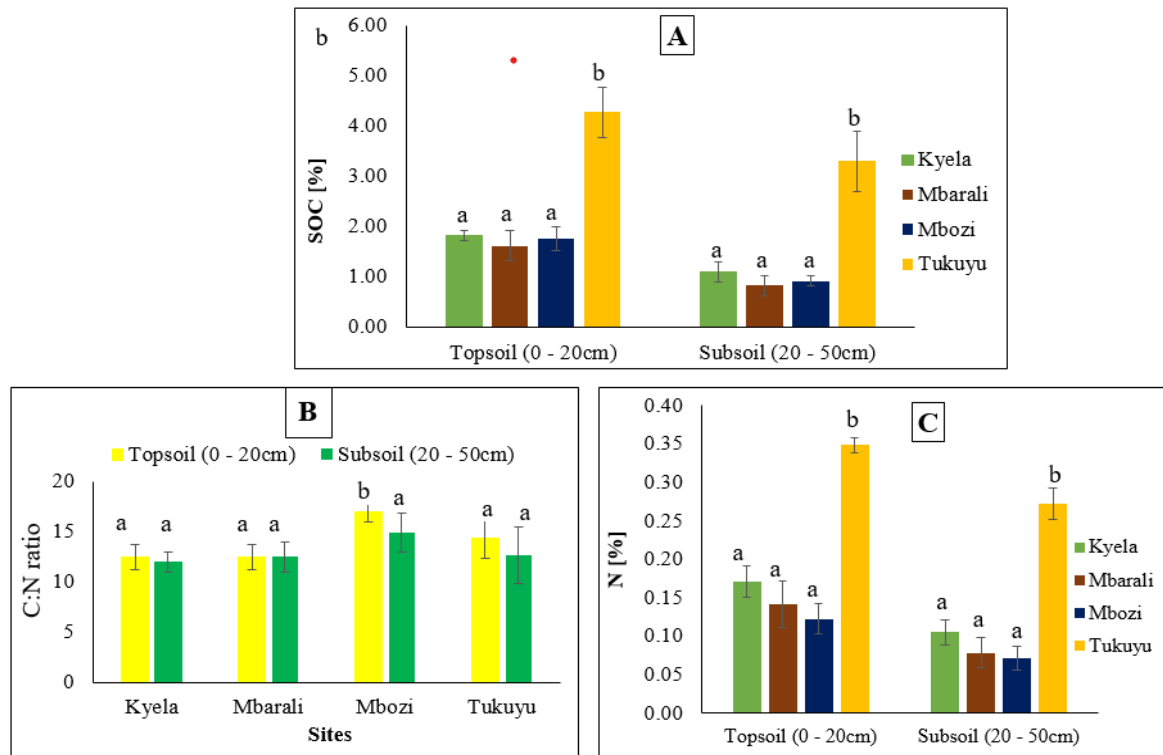 b
A
6.00
5.00
4.00
3.00
2.00
1.00
0.00
SOC [%]
a a a b
a a a b
Topsoil (0 - 20cm) Subsoil (20 - 50cm)
Kyela
Mbarali
Mbozi
Tukuyu
B
Topsoil (0 - 20cm) Subsoil (20 - 50cm)
20
15
10
5
0
C:N ratio
a a a a b a a a
Kyela Mbarali Mbozi Tukuyu
Sites
C
0.40
0.35
0.30
0.25
0.20
0.15
0.10
0.05
0.00
N [%]
a a a b
a a a b
Topsoil (0 - 20cm) Subsoil (20 - 50cm)
Kyela
Mbarali
Mbozi
Tukuyu